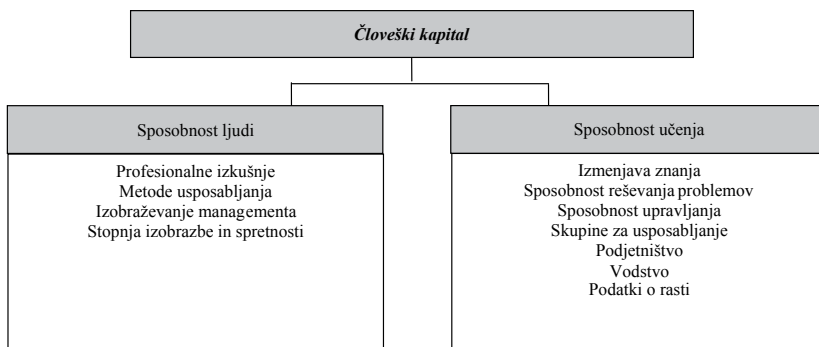 Človeški kapital
Sposobnost ljudi
Profesionalne izkušnje
Metode usposabljanja
Izobraževanje managementa
Stopnja izobrazbe in spretnosti
Sposobnost učenja
Izmenjava znanja
Sposobnost reševanja problemov
Sposobnost upravljanja
Skupine za usposabljanje
Podjetništvo
Vodstvo
Podatki o rasti